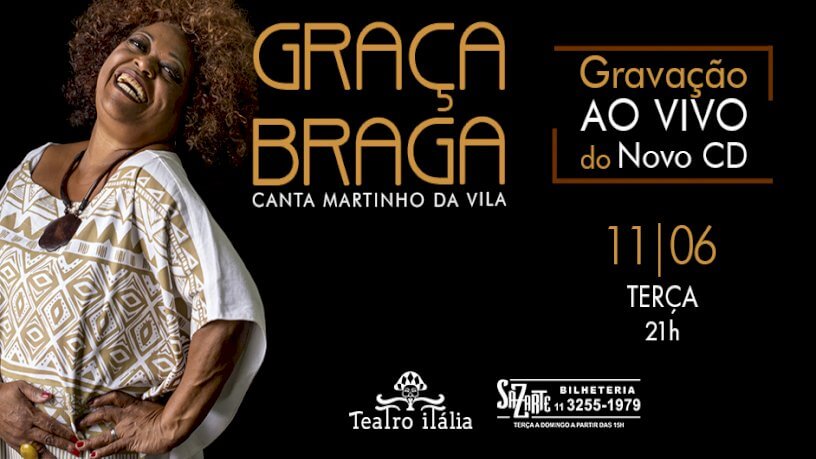 GRAÇA
BRAGA
CANTA MARTINHO DA VILA
Gravação
AO VIVO
do Novo CD
11|06
TERÇA
21h
Teatro itália
SAZARTE
BILHETERIA
11 3255-1979
TERÇA A DOMINGO A PARTIR DAS 15H